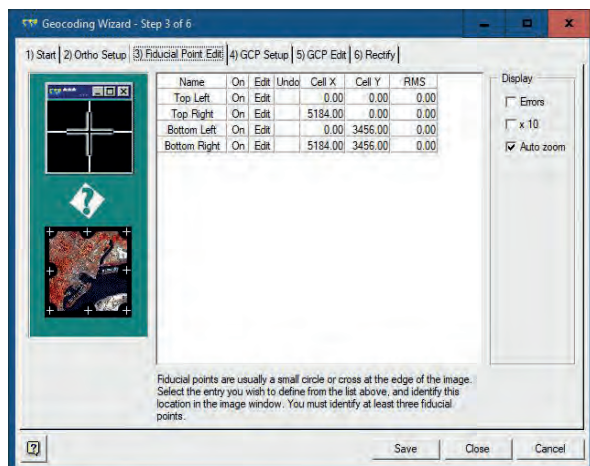 Geocoding Wizard - Step 3 of 6
1) Start 2) Ortho Setup 3) Fiducial Point Edit 4) GCP Setup 5) GCP Edit 6) Rectify
Name On Edit Undo Cell X Cell Y RMS
Top Left On Edit 0.00 0.00 0.00
Top Right On Edit 5184.00 0.00 0.00
Bottom Left On Edit 0.00 3456.00 0.00
Bottom Right On Edit 5184.00 3456.00 0.00
Display
Errors
x 10
Auto zoom
Fiducial points are usually a small circle or cross at the edge of the image.
Select the entry you wish to define from the list above, and identify this
location in the image window. You must identify at least three fiducial
points.
Save Close Cancel